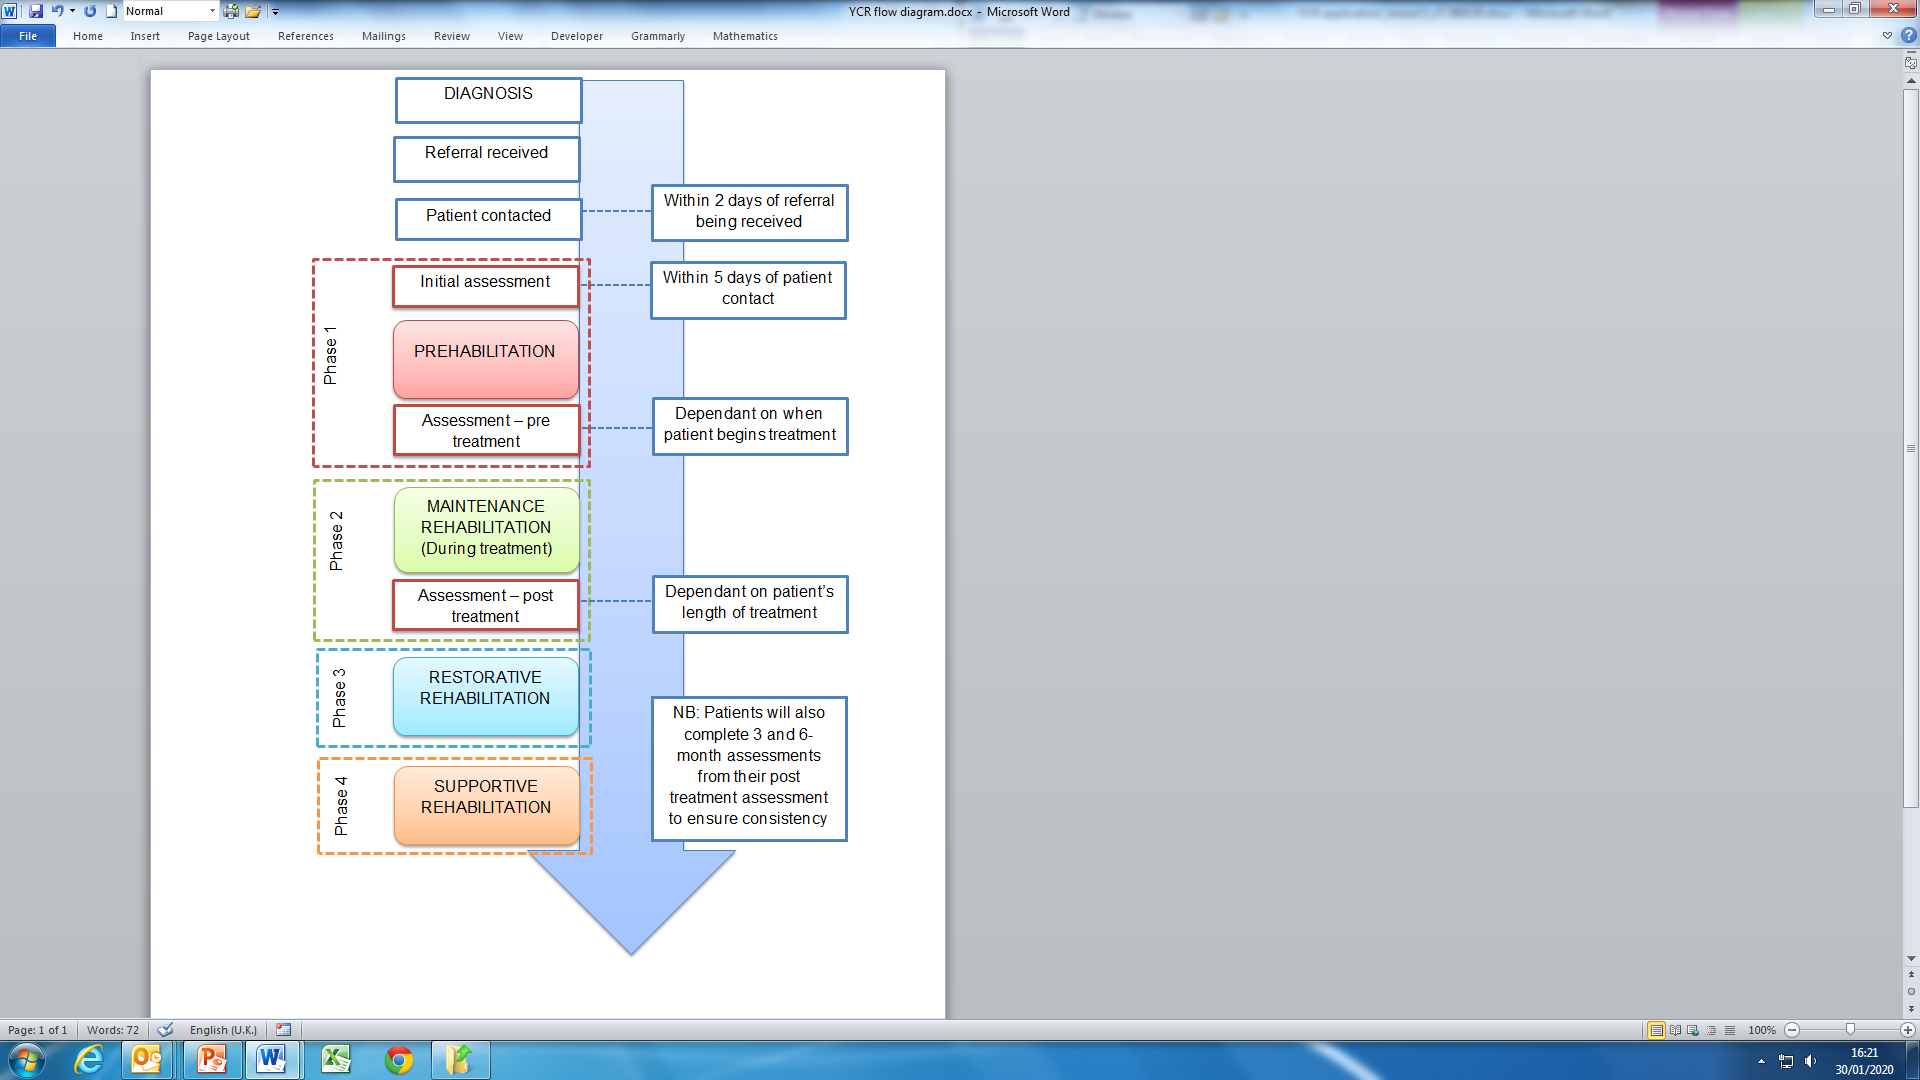 Normal
YCR flow diagram.docx - Microsoft Word
File Home Insert Page Layout References Mailings Review View Developer Grammarly Mathematics
DIAGNOSIS
Referral received
Patient contacted
Within 2 days of referral
being received
Phase 1
Initial assessment
Within 5 days of patient
contact
PREHABILITATION
Assessment – pre
treatment
Dependant on when
patient begins treatment
Phase 2
MAINTENANCE
REHABILITATION
(During treatment)
Assessment – post
treatment
Dependant on patient’s
length of treatment
Phase 3
RESTORATIVE
REHABILITATION
Phase 4
SUPPORTIVE
REHABILITATION
NB: Patients will also
complete 3 and 6-
month assessments
from their post
treatment assessment
to ensure consistency
Page: 1 of 1 Words: 72 English (U.K.) 100%
16:21
30/01/2020